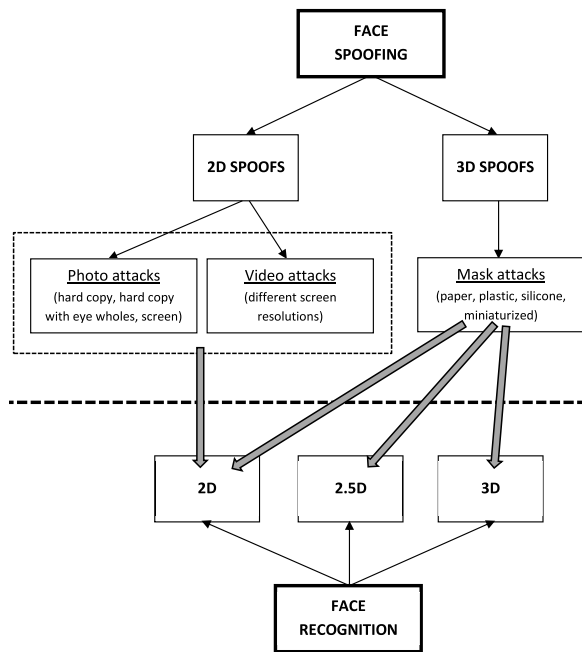 FACE
SPOOFING
2D SPOOFS
3D SPOOFS
Photo attacks
(hard copy, hard copy
with eye wholes, screen)
Video attacks
(different screen
resolutions)
Mask attacks
(paper, plastic, silicone,
miniaturized)
2D
2.5D
3D
FACE
RECOGNITION